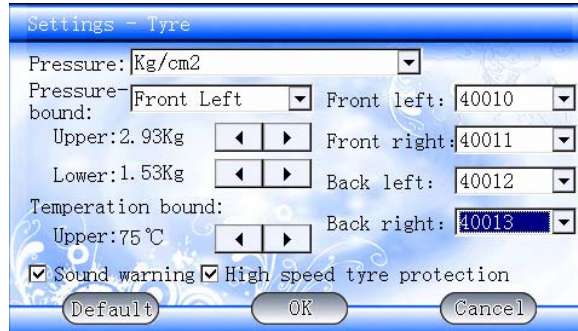 Settings - Tyre
Pressure: Kg/cm2
Pressure-bound: Front Left
Front left: 40010
Upper: 2.93Kg
Front right: 40011
Lower: 1.53Kg
Back left: 40012
Temperation bound:
Back right: 40013
Upper: 75℃
Sound warning High speed tyre protection
Default OK Cancel